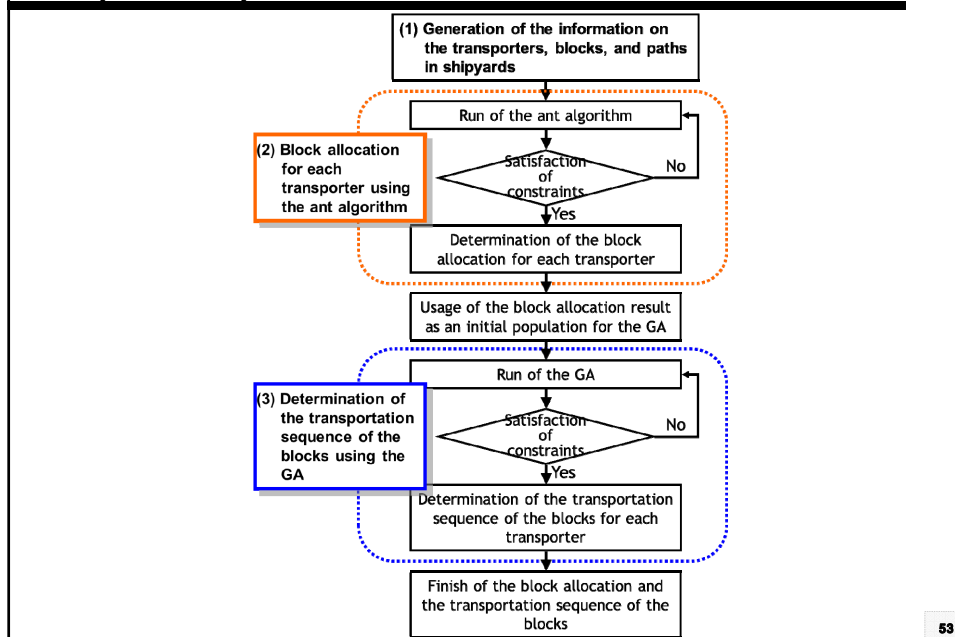 (1) Generation of the information on
the transporters, blocks, and paths
in shipyards
Run of the ant algorithm
(2) Block allocation
for each
transporter using
the ant algorithm
Satisfaction
of
constraints
No
Yes
Determination of the block
allocation for each transporter
Usage of the block allocation result
as an initial population for the GA
Run of the GA
(3) Determination of
the transportation
sequence of the
blocks using the
GA
Satisfaction
of
constraints
No
Yes
Determination of the transportation
sequence of the blocks for each
transporter
Finish of the block allocation and
the transportation sequence of the
blocks
53